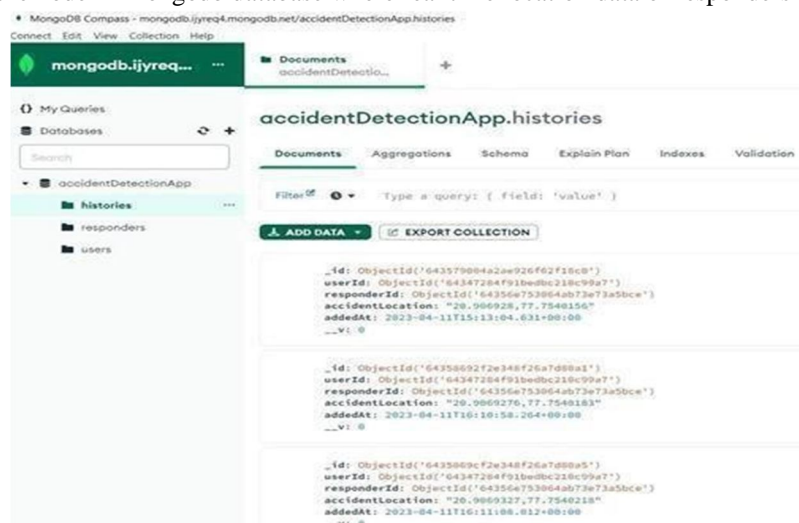 MongoDB Compass - mongodb.ijyreq4.mongodb.net/accidentDetectionApp.histories
Connect Edit View Collection Help
mongodb.ijyreq... ...
Documents
accidentDetectio...
+
{} My Queries
Databases
Search
accidentDetectionApp
histories ...
responders
users
accidentDetectionApp.histories
Documents Aggregations Schema Explain Plan Indexes Validation
Filter Type a query: { field: 'value' }
ADD DATA EXPORT COLLECTION
_id: ObjectId('643579004a2ae926f62f16c0')
userId: ObjectId('64347284f91bedbc210c99a7')
responderId: ObjectId('64356e753064ab73e73a5bce')
accidentLocation: "20.906928,77.7540156"
addedAt: 2023-04-11T15:13:04.631+00:00
__v: 0
_id: ObjectId('64358692f2e348f26a7d80a1')
userId: ObjectId('64347284f91bedbc210c99a7')
responderId: ObjectId('64356e753064ab73e73a5bce')
accidentLocation: "20.9069276,77.7540183"
addedAt: 2023-04-11T16:10:58.264+00:00
__v: 0
_id: ObjectId('6435869cf2e348f26a7d80a5')
userId: ObjectId('64347284f91bedbc210c99a7')
responderId: ObjectId('64356e753064ab73e73a5bce')
accidentLocation: "20.9069327,77.7540218"
addedAt: 2023-04-11T16:11:08.012+00:00